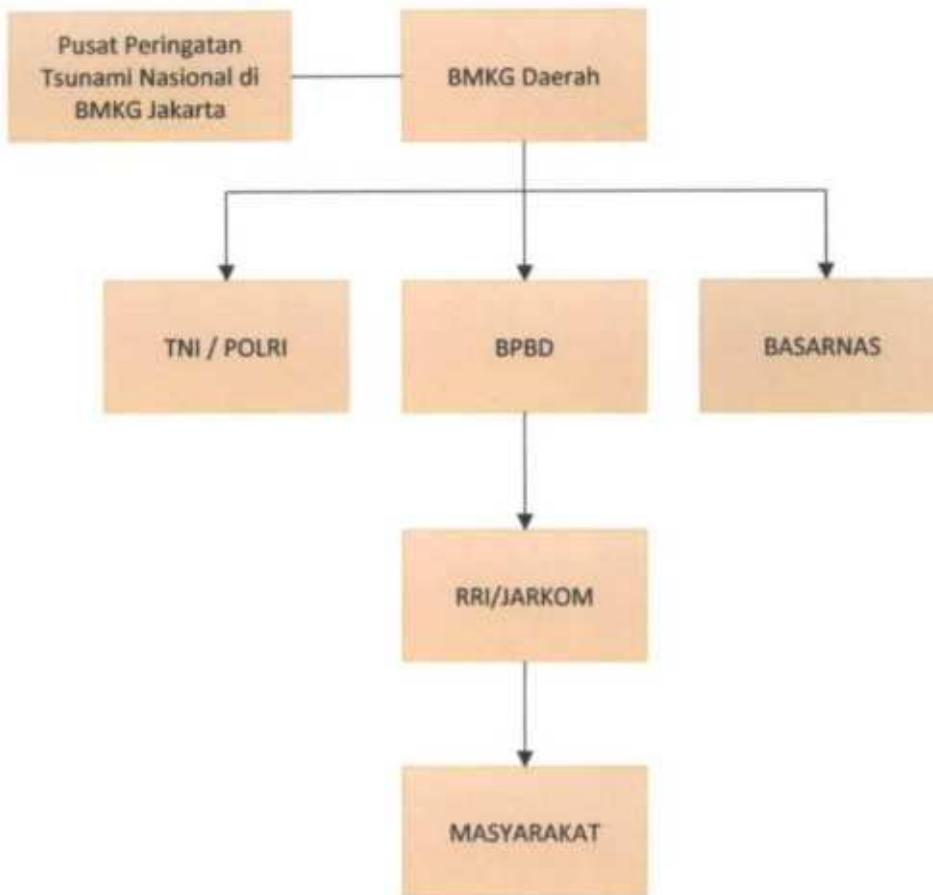 Pusat Peringatan
Tsunami Nasional di
BMKG Jakarta
BMKG Daerah
TNI / POLRI
BPBD
BASARNAS
RRI/JARKOM
MASYARAKAT